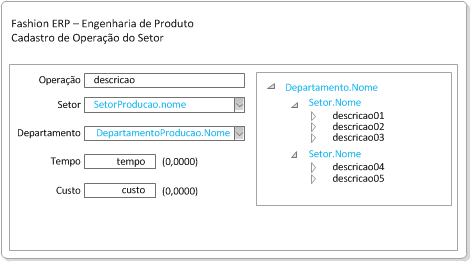 Fashion ERP – Engenharia de Produto
Cadastro de Operação do Setor
Operação descricao
Setor SetorProducao.nome
Departamento DepartamentoProducao.Nome
Tempo tempo (0,0000)
Custo custo (0,0000)
Departamento.Nome
Setor.Nome
descricao01
descricao02
descricao03
Setor.Nome
descricao04
descricao05